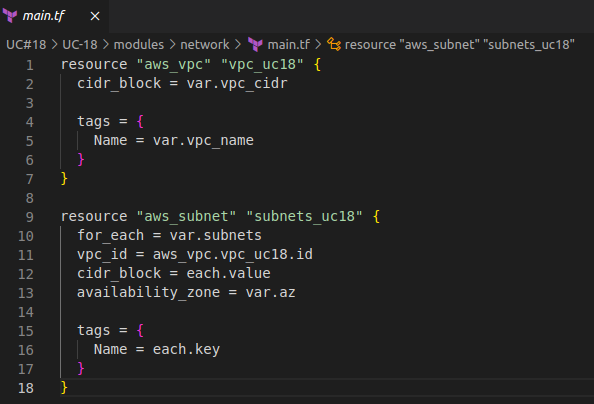 main.tf ×
UC#18 > UC-18 > modules > network > main.tf > resource "aws_subnet" "subnets_uc18"
1 resource "aws_vpc" "vpc_uc18" {
2   cidr_block = var.vpc_cidr
3
4   tags = {
5     Name = var.vpc_name
6   }
7 }
8
9 resource "aws_subnet" "subnets_uc18" {
10   for_each = var.subnets
11   vpc_id = aws_vpc.vpc_uc18.id
12   cidr_block = each.value
13   availability_zone = var.az
14
15   tags = {
16     Name = each.key
17   }
18 }